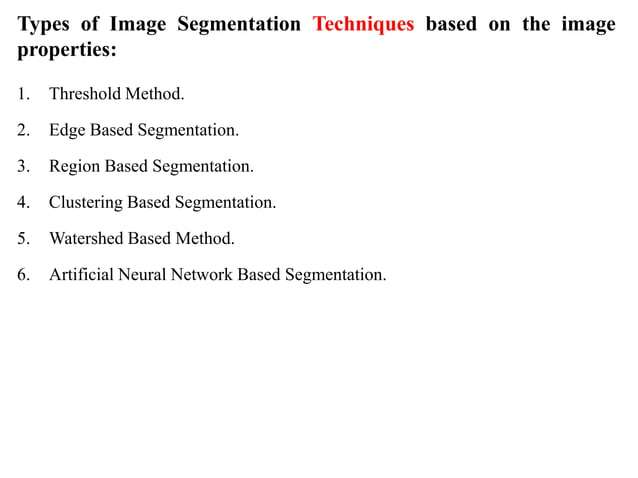 Types of Image Segmentation Techniques based on the image
properties:
1. Threshold Method.
2. Edge Based Segmentation.
3. Region Based Segmentation.
4. Clustering Based Segmentation.
5. Watershed Based Method.
6. Artificial Neural Network Based Segmentation.